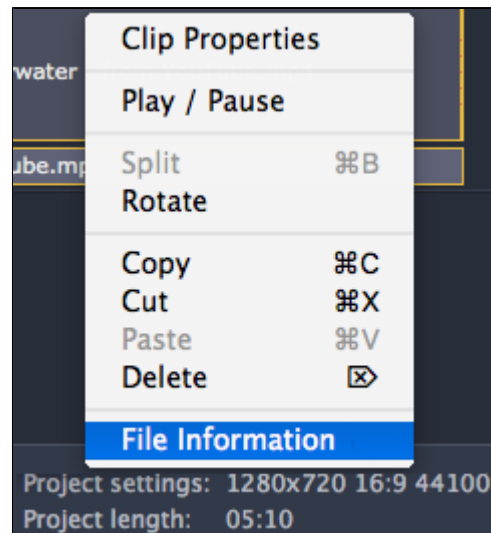 Clip Properties
water
Play / Pause
ube.mp
Split ⌘B
Rotate
Copy ⌘C
Cut ⌘X
Paste ⌘V
Delete ⌦
File Information
Project settings: 1280x720 16:9 44100
Project length: 05:10